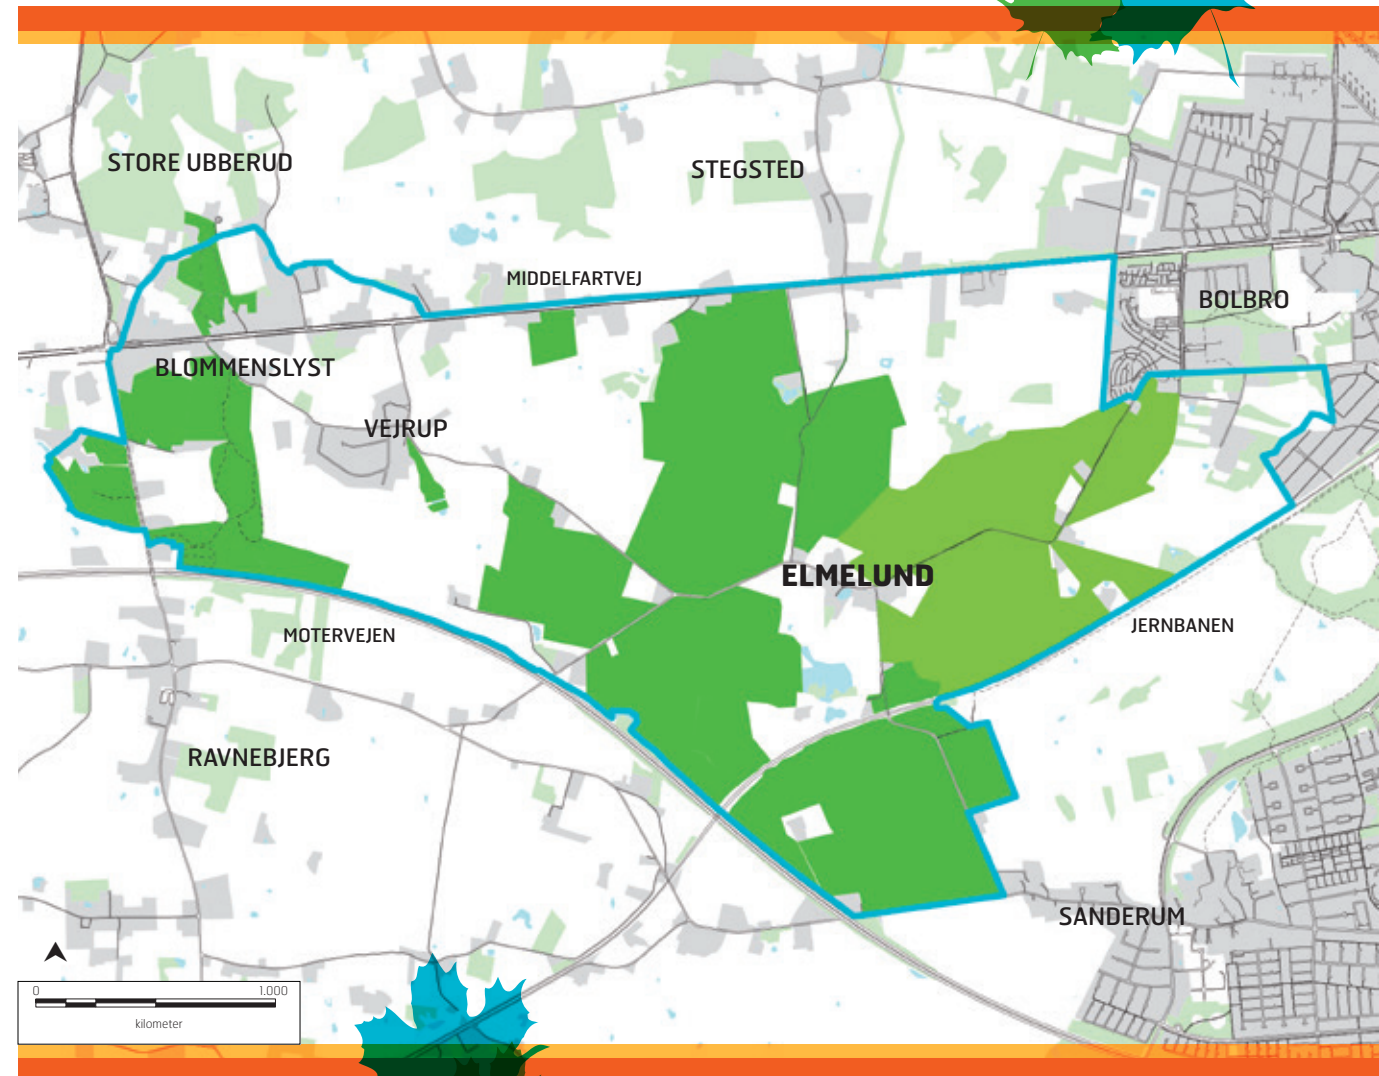 STORE UBBERUD
STEGSTED
MIDDELFARTVEJ
BOLBRO
BLOMMENSLYST
VEJRUP
ELMELUND
MOTERVEJEN
JERNBANEN
RAVNEBJERG
SANDERUM
0 1.000
kilometer